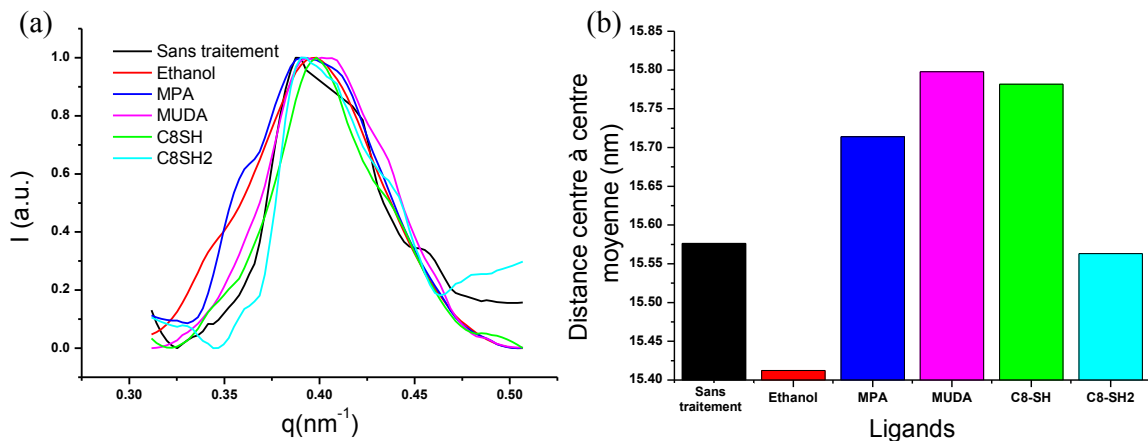 (a)
Sans traitement
Ethanol
MPA
MUDA
C8SH
C8SH2
1.0
0.8
0.6
0.4
0.2
0.0
I (a.u.)
0.30
0.35
0.40
0.45
0.50
q(nm⁻¹)
(b)
15.85
15.80
15.75
15.70
15.65
15.60
15.55
15.50
15.45
15.40
Distance centre à centre
moyenne (nm)
Sans
traitement
Ethanol
MPA
MUDA
C8-SH
C8-SH2
Ligands